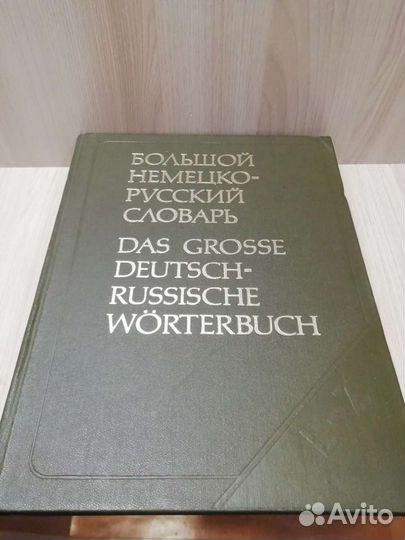 БОЛЬШОЙ
НЕМЕЦКО-
РУССКИЙ
СЛОВАРЬ
DAS GROSSE
DEUTSCH-
RUSSISCHE
WÖRTERBUCH
Avito